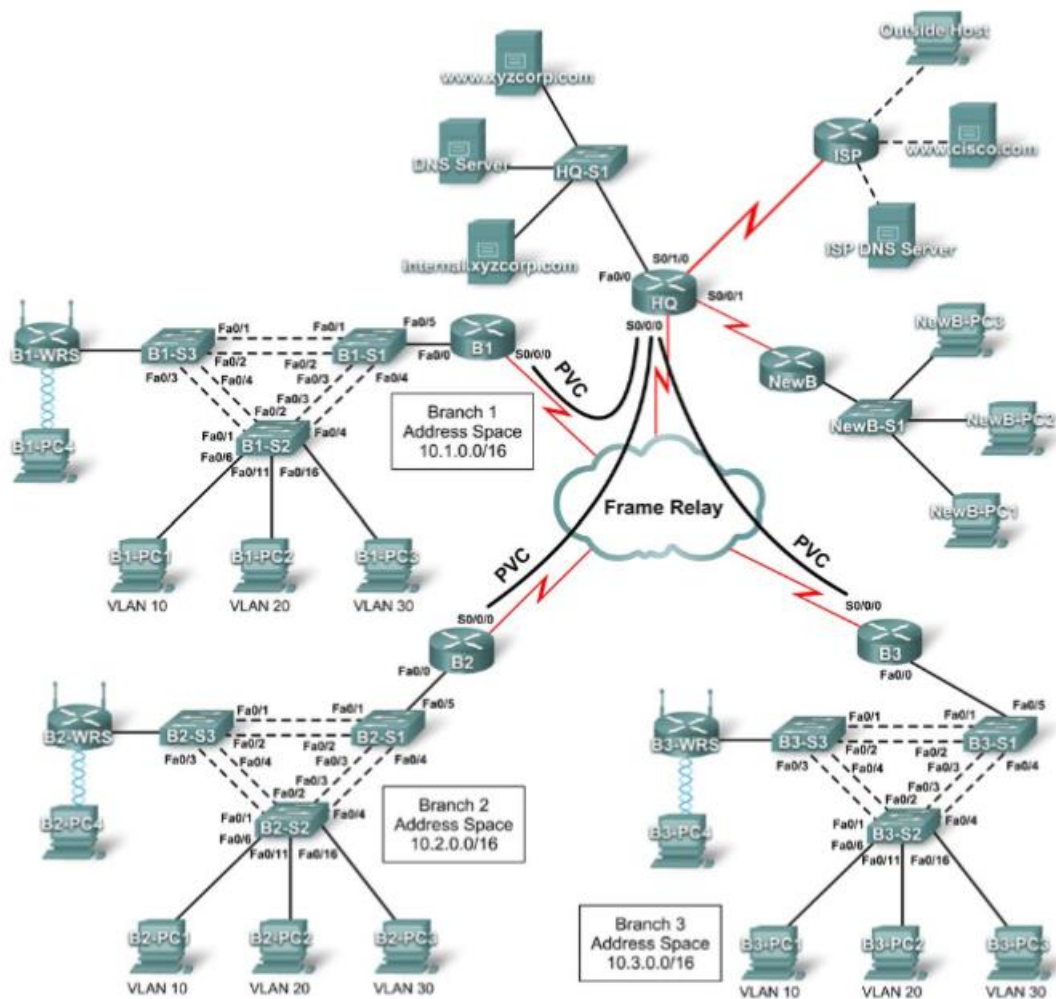 Outside Host
www.xyzcorp.com
ISP
www.cisco.com
DNS Server
HQ-S1
ISP DNS Server
Internal.xyzcorp.com
S0/1/0
Fa0/0
HQ
S0/0/1
S0/0/0
NewB-PC3
NewB
NewB-S1
NewB-PC2
NewB-PC1
B1-WRS
Fa0/1
B1-S3
Fa0/2
Fa0/3
Fa0/4
Fa0/1
B1-S1
Fa0/5
Fa0/2
Fa0/3
Fa0/4
Fa0/0
B1
S0/0/0
PVC
B1-PC4
Fa0/2
Fa0/3
Fa0/1
B1-S2
Fa0/4
Fa0/6
Fa0/11
Fa0/16
Branch 1
Address Space
10.1.0.0/16
B1-PC1
B1-PC2
B1-PC3
VLAN 10
VLAN 20
VLAN 30
Frame Relay
PVC
PVC
S0/0/0
B2
Fa0/0
S0/0/0
B3
Fa0/0
B2-WRS
Fa0/1
B2-S3
Fa0/2
Fa0/3
Fa0/4
Fa0/1
B2-S1
Fa0/5
Fa0/2
Fa0/3
Fa0/4
B2-PC4
Fa0/2
Fa0/3
Fa0/1
B2-S2
Fa0/4
Fa0/6
Fa0/11
Fa0/16
Branch 2
Address Space
10.2.0.0/16
B2-PC1
B2-PC2
B2-PC3
VLAN 10
VLAN 20
VLAN 30
B3-WRS
Fa0/1
B3-S3
Fa0/2
Fa0/3
Fa0/4
Fa0/1
B3-S1
Fa0/5
Fa0/2
Fa0/3
Fa0/4
B3-PC4
Fa0/2
Fa0/3
Fa0/1
B3-S2
Fa0/4
Fa0/6
Fa0/11
Fa0/16
Branch 3
Address Space
10.3.0.0/16
B3-PC1
B3-PC2
B3-PC3
VLAN 10
VLAN 20
VLAN 30